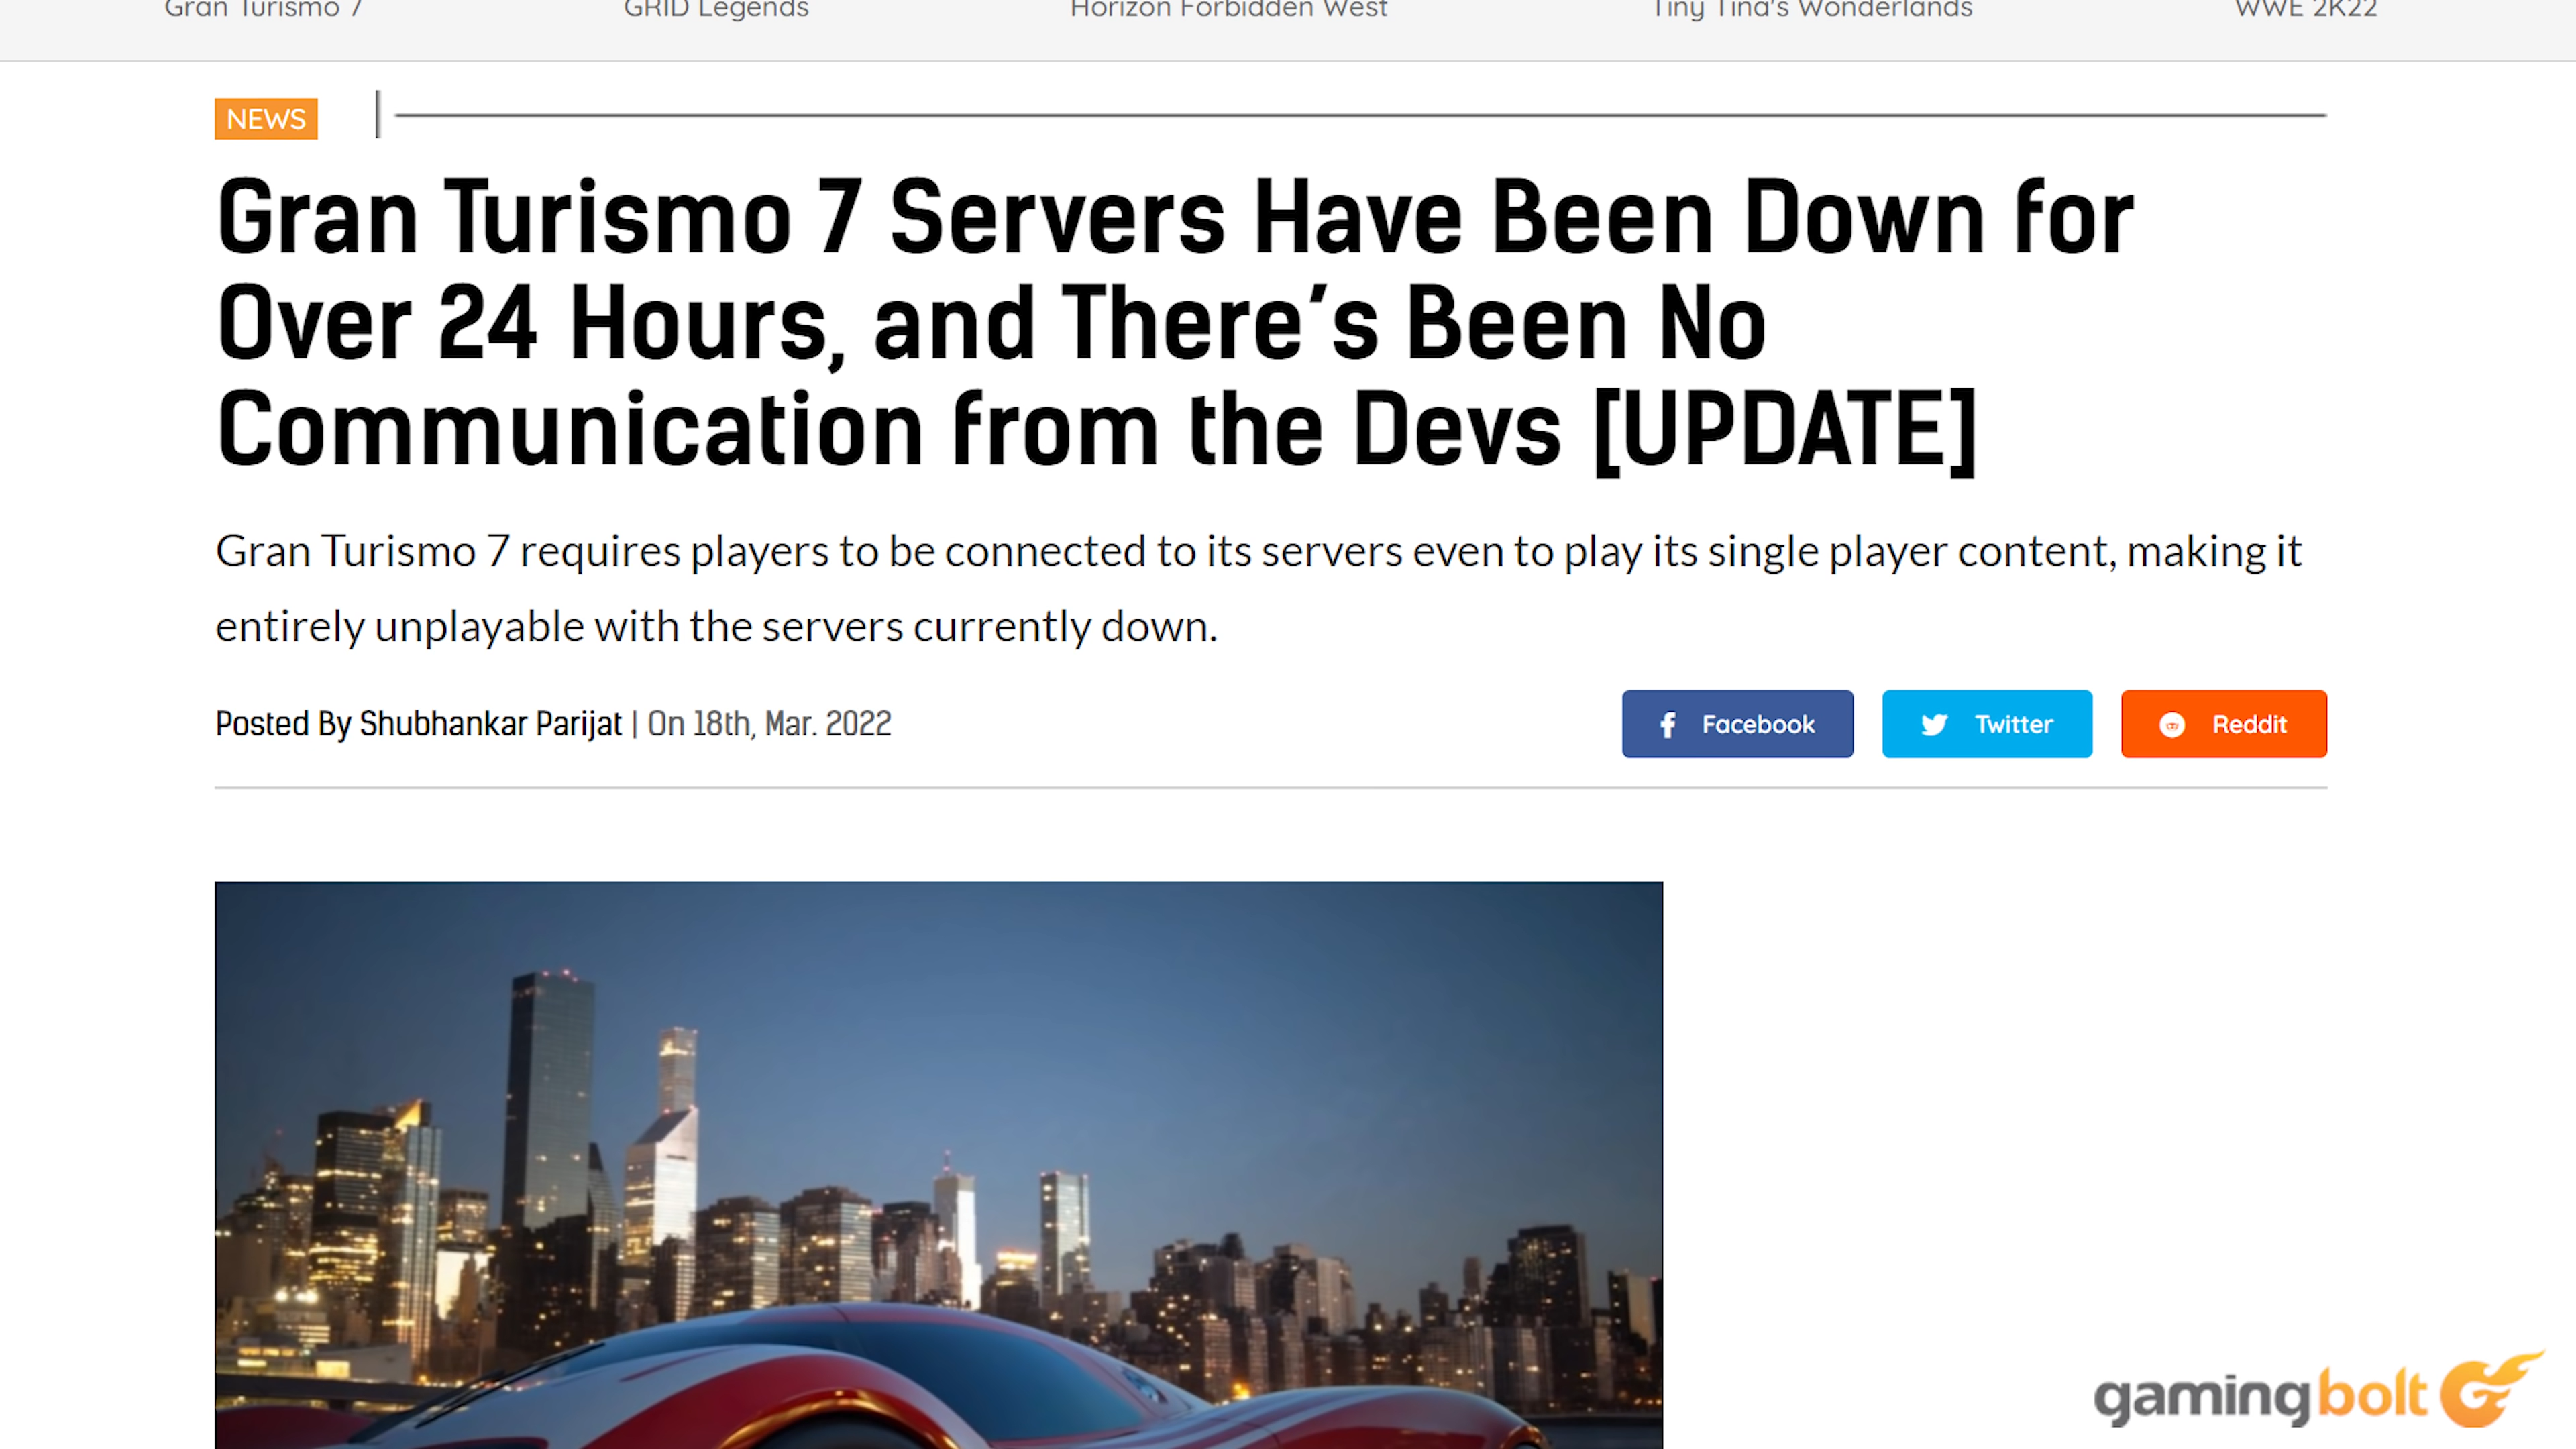 Gran Turismo 7
GRID Legends
Horizon Forbidden West
Tiny Tina's Wonderlands
WWE 2K22
NEWS
Gran Turismo 7 Servers Have Been Down for
Over 24 Hours, and There's Been No
Communication from the Devs [UPDATE]
Gran Turismo 7 requires players to be connected to its servers even to play its single player content, making it
entirely unplayable with the servers currently down.
Posted By Shubhankar Parijat | On 18th, Mar. 2022
Facebook
Twitter
Reddit
gamingbolt